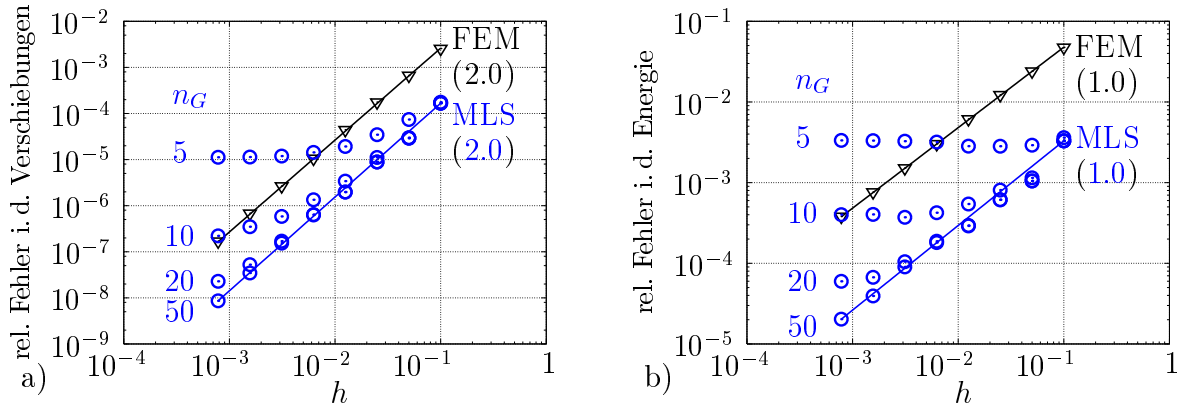 a)
rel. Fehler i.d. Verschiebungen
10⁻²
10⁻³
10⁻⁴
10⁻⁵
10⁻⁶
10⁻⁷
10⁻⁸
10⁻⁹
10⁻⁴
10⁻³
10⁻²
10⁻¹
1
h
n_G
5
10
20
50
FEM
(2.0)
MLS
(2.0)
b)
rel. Fehler i.d. Energie
10⁻¹
10⁻²
10⁻³
10⁻⁴
10⁻⁵
10⁻⁴
10⁻³
10⁻²
10⁻¹
1
h
n_G
5
10
20
50
FEM
(1.0)
MLS
(1.0)